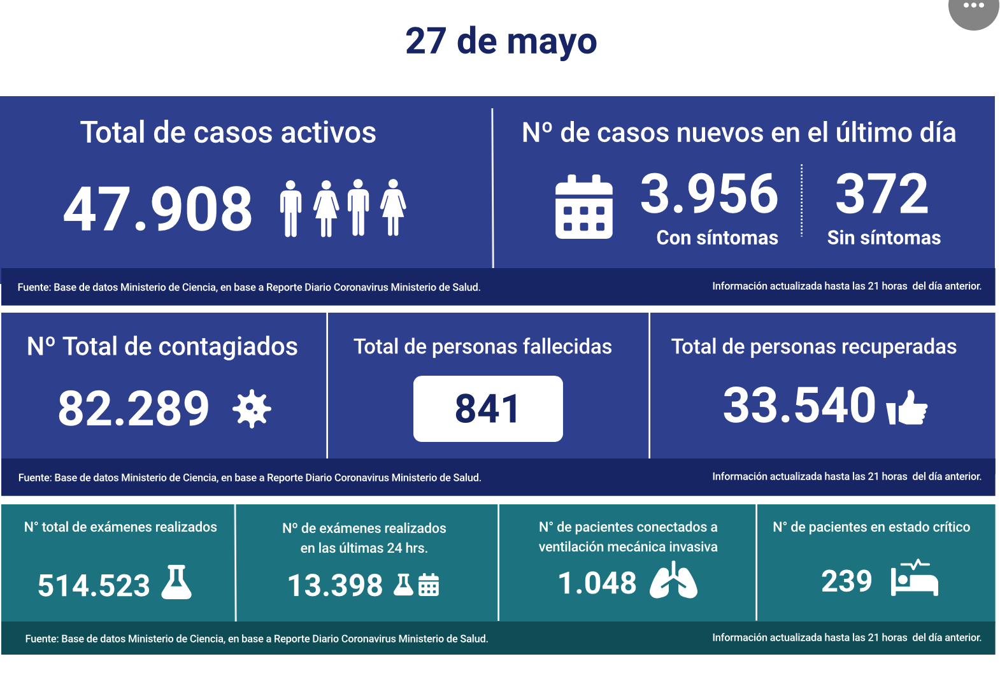 27 de mayo
Total de casos activos
47.908
Nº de casos nuevos en el último día
3.956
Con síntomas
372
Sin síntomas
Fuente: Base de datos Ministerio de Ciencia, en base a Reporte Diario Coronavirus Ministerio de Salud.
Información actualizada hasta las 21 horas del día anterior.
Nº Total de contagiados
82.289
Total de personas fallecidas
841
Total de personas recuperadas
33.540
Fuente: Base de datos Ministerio de Ciencia, en base a Reporte Diario Coronavirus Ministerio de Salud.
Información actualizada hasta las 21 horas del día anterior.
N° total de exámenes realizados
514.523
Nº de exámenes realizados
en las últimas 24 hrs.
13.398
N° de pacientes conectados a
ventilación mecánica invasiva
1.048
N° de pacientes en estado crítico
239
Fuente: Base de datos Ministerio de Ciencia, en base a Reporte Diario Coronavirus Ministerio de Salud.
Información actualizada hasta las 21 horas del día anterior.